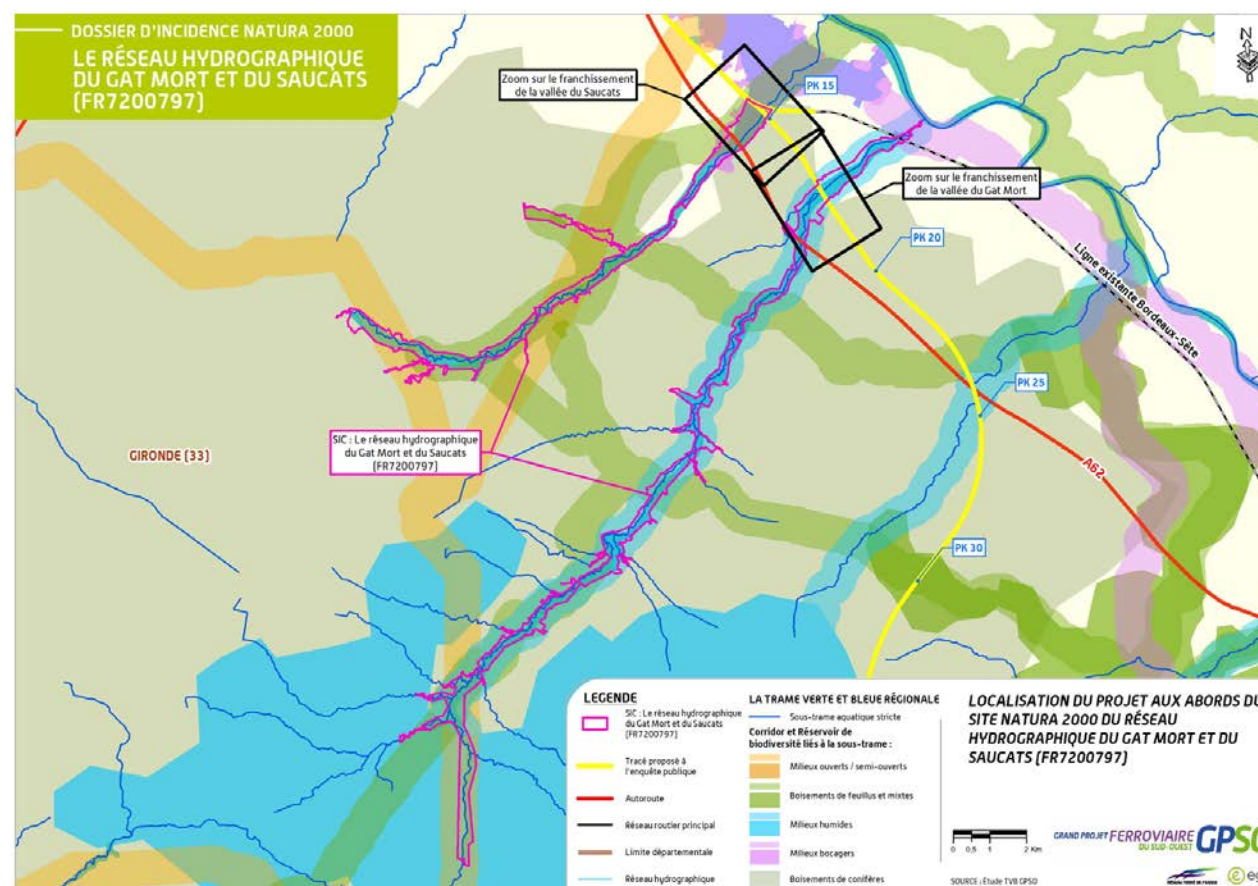 DOSSIER D'INCIDENCE NATURA 2000
LE RÉSEAU HYDROGRAPHIQUE
DU GAT MORT ET DU SAUCATS
(FR7200797)
N
Zoom sur le franchissement
de la vallée du Saucats
PK 15
Zoom sur le franchissement
de la vallée du Gat Mort
PK 20
Ligne existante Bordeaux-Sète
PK 25
SIC : Le réseau hydrographique
du Gat Mort et du Saucats
(FR7200797)
GIRONDE (33)
A62
PK 30
LEGENDE
SIC : Le réseau hydrographique
du Gat Mort et du Saucats
(FR7200797)
Tracé proposé à
l'enquête publique
Autoroute
Réseau routier principal
Limite départementale
Réseau hydrographique
LA TRAME VERTE ET BLEUE RÉGIONALE
Sous-trame aquatique stricte
Corridor et Réservoir de
biodiversité liés à la sous-trame :
Milieux ouverts / semi-ouverts
Boisements de feuillus et mixtes
Milieux humides
Milieux bocagers
Boisements de conifères
LOCALISATION DU PROJET AUX ABORDS DU
SITE NATURA 2000 DU RÉSEAU
HYDROGRAPHIQUE DU GAT MORT ET DU
SAUCATS (FR7200797)
0 0,5 1 2 Km
GRAND PROJET FERROVIAIRE
DU SUD-OUEST
GPSO
SOURCE : Étude TVB GPSO